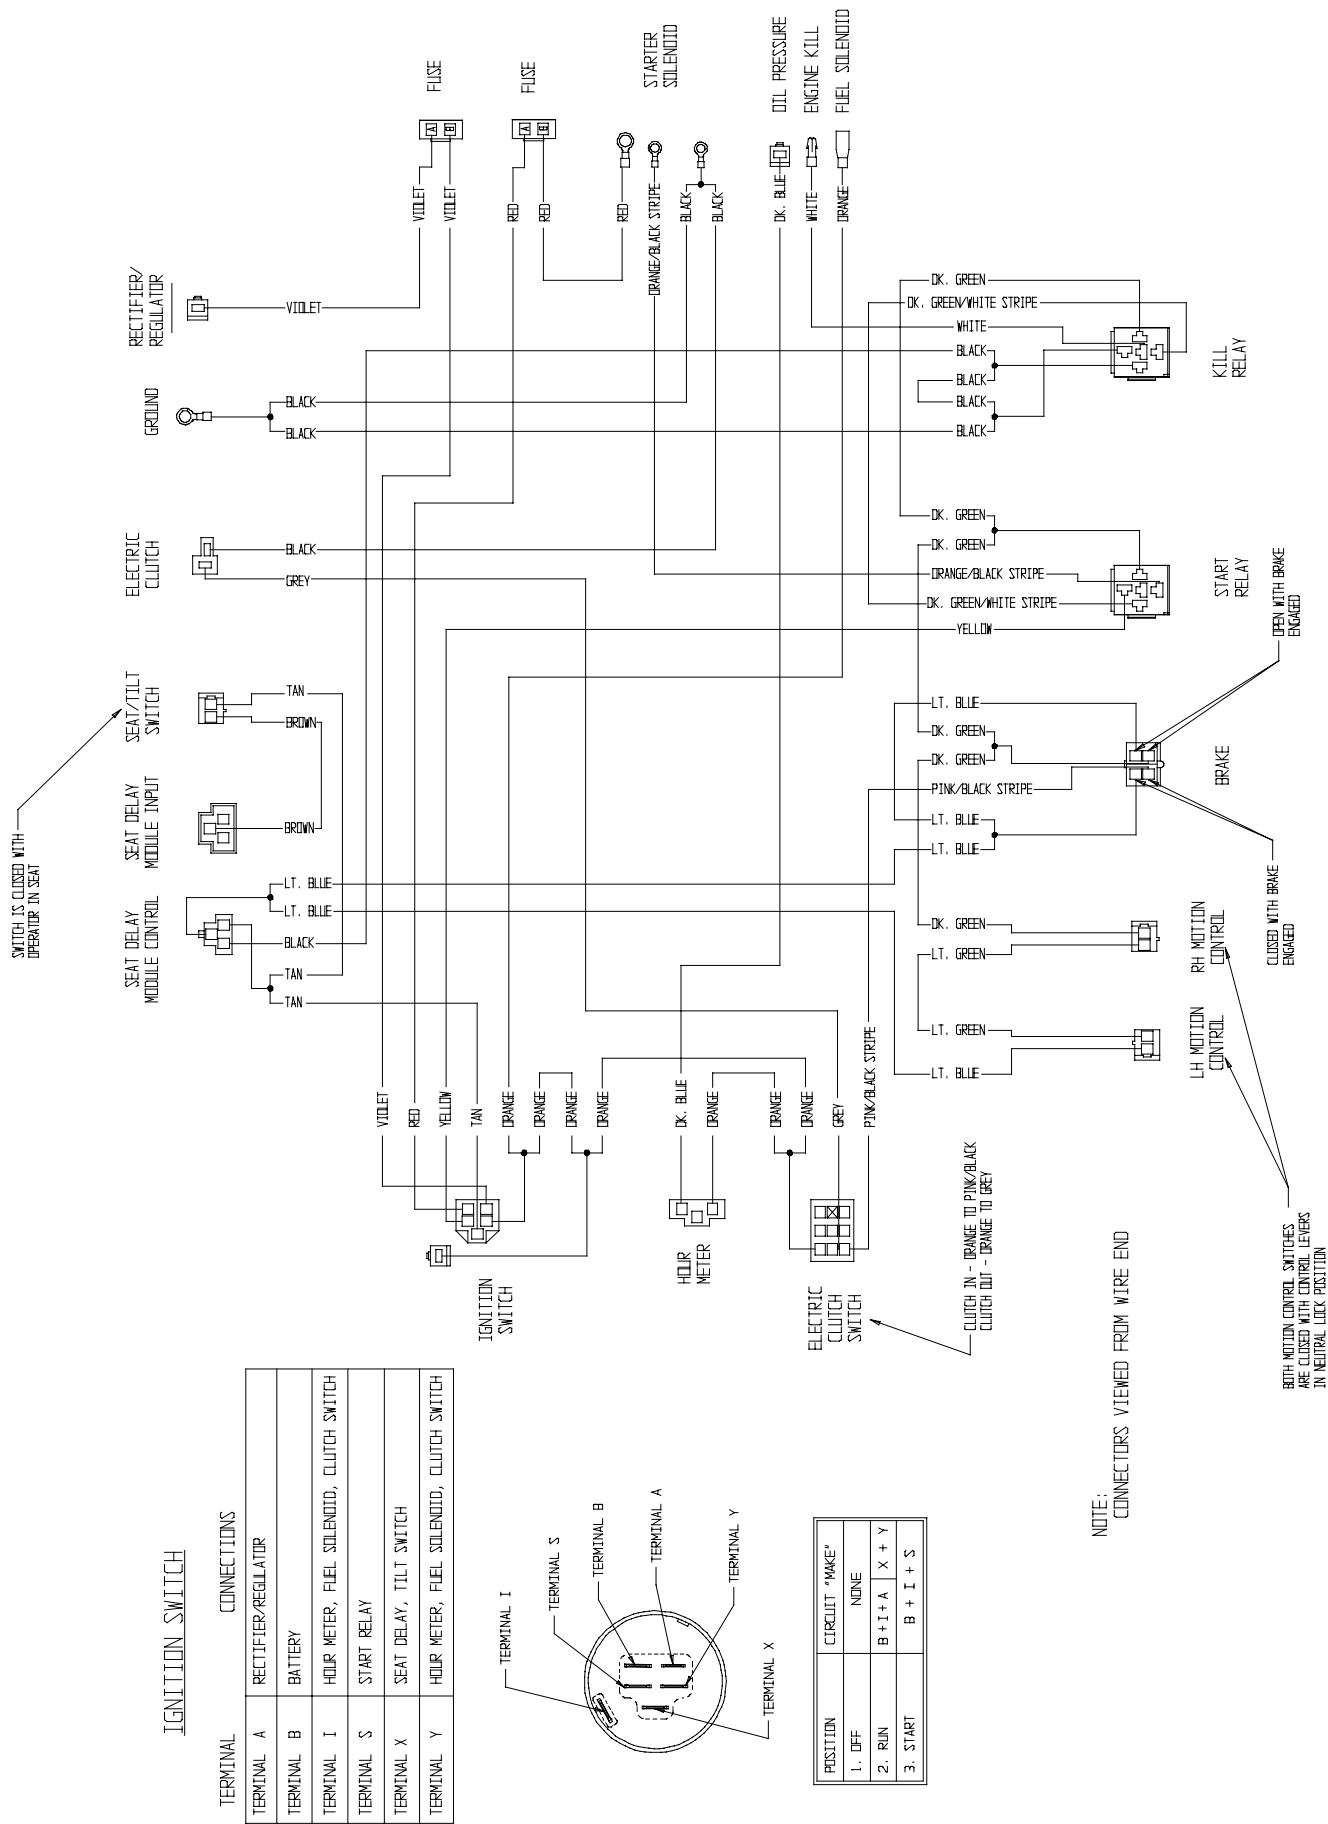 FUSE
FUSE
STARTER
SOLENOID
OIL PRESSURE
ENGINE KILL
FUEL SOLENOID
VIOLET
VIOLET
RED
RED
RED
ORANGE/BLACK STRIPE
BLACK
BLACK
DK. BLUE
WHITE
ORANGE
RECTIFIER/
REGULATOR
VIOLET
GROUND
BLACK
BLACK
ELECTRIC
CLUTCH
BLACK
GREY
SEAT/TILT
SWITCH
TAN
BROWN
SEAT DELAY
MODULE INPUT
BROWN
SEAT DELAY
MODULE CONTROL
LT. BLUE
LT. BLUE
BLACK
TAN
TAN
SWITCH IS CLOSED WITH
OPERATOR IN SEAT
DK. GREEN
DK. GREEN/WHITE STRIPE
WHITE
BLACK
BLACK
BLACK
BLACK
KILL
RELAY
DK. GREEN
DK. GREEN
ORANGE/BLACK STRIPE
DK. GREEN/WHITE STRIPE
YELLOW
START
RELAY
OPEN WITH BRAKE
ENGAGED
LT. BLUE
DK. GREEN
DK. GREEN
PINK/BLACK STRIPE
LT. BLUE
LT. BLUE
BRAKE
CLOSED WITH BRAKE
ENGAGED
DK. GREEN
LT. GREEN
RH MOTION
CONTROL
LT. GREEN
LT. BLUE
LH MOTION
CONTROL
BOTH MOTION CONTROL SWITCHES
ARE CLOSED WITH CONTROL LEVERS
IN NEUTRAL LOCK POSITION
VIOLET
RED
YELLOW
TAN
ORANGE
ORANGE
ORANGE
ORANGE
DK. BLUE
ORANGE
ORANGE
ORANGE
GREY
PINK/BLACK STRIPE
IGNITION
SWITCH
HOUR
METER
ELECTRIC
CLUTCH
SWITCH
CLUTCH IN - ORANGE TO PINK/BLACK
CLUTCH OUT - ORANGE TO GREY
NOTE:
CONNECTORS VIEWED FROM WIRE END
IGNITION SWITCH
TERMINAL CONNECTIONS
TERMINAL A RECTIFIER/REGULATOR
TERMINAL B BATTERY
TERMINAL I HOUR METER, FUEL SOLENOID, CLUTCH SWITCH
TERMINAL S START RELAY
TERMINAL X SEAT DELAY, TILT SWITCH
TERMINAL Y HOUR METER, FUEL SOLENOID, CLUTCH SWITCH
TERMINAL I
TERMINAL S
TERMINAL B
TERMINAL A
TERMINAL Y
TERMINAL X
POSITION CIRCUIT "MAKE"
1. OFF NONE
2. RUN B+I+A X + Y
3. START B + I + S
A
B
A
B